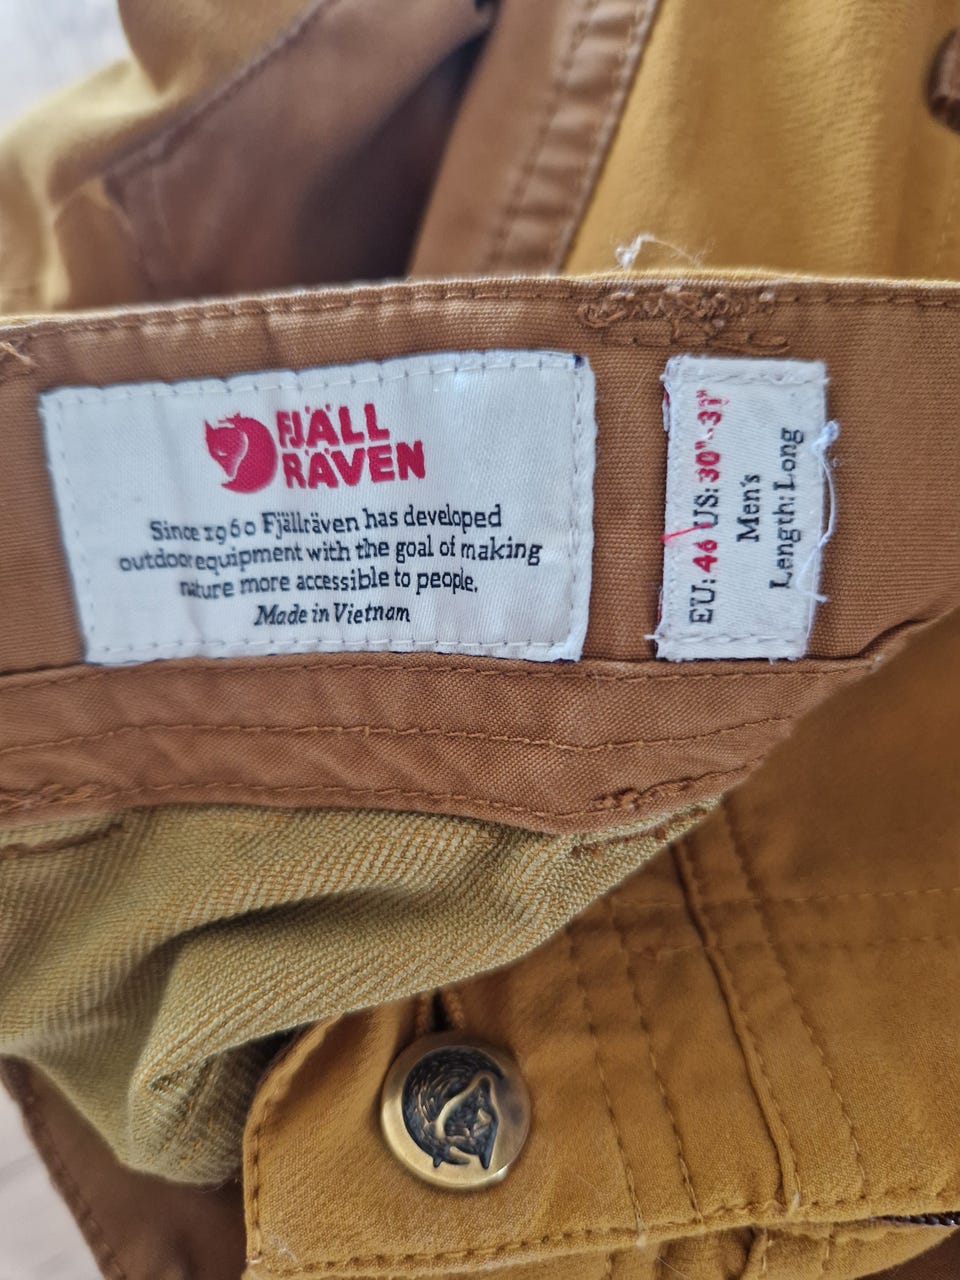 FJÄLL
RÄVEN
Since 1960 Fjällräven has developed
outdoor equipment with the goal of making
nature more accessible to people.
Made in Vietnam
EU: 46 US: 30"-31"
Men's
Length: Long